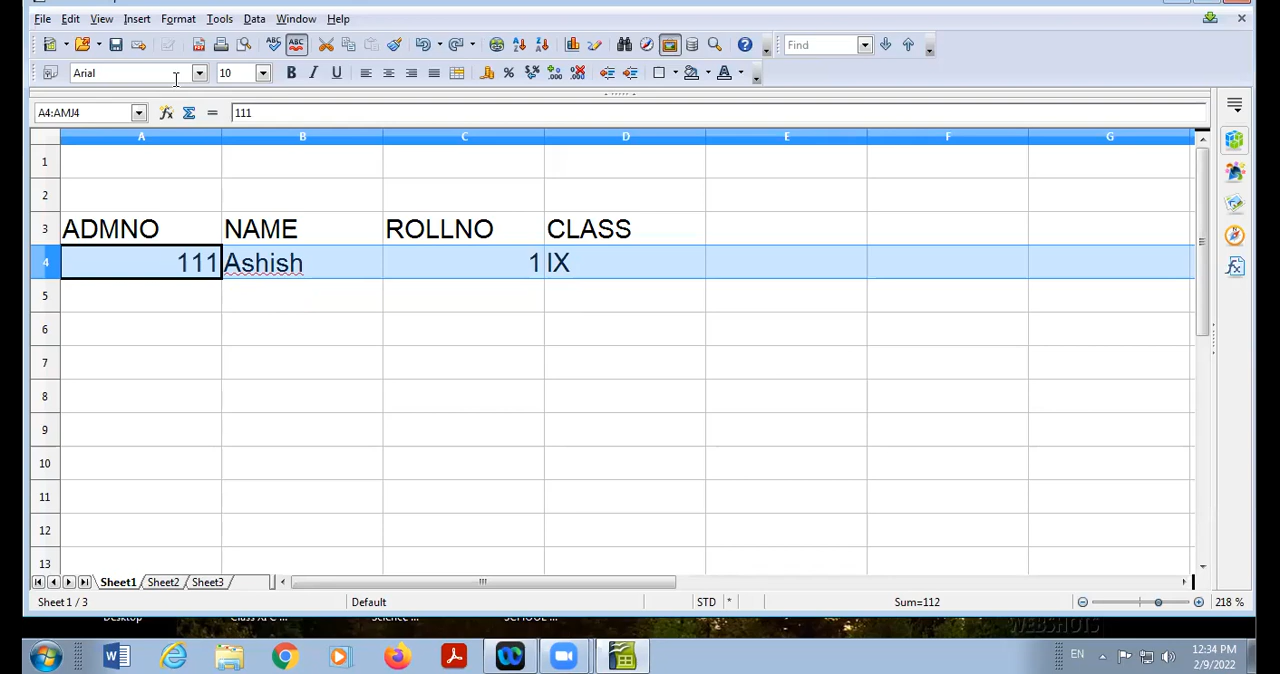 File Edit View Insert Format Tools Data Window Help
Find
Arial 10
A4:AMJ4 111
A B C D E F G
1
2
3 ADMNO NAME ROLLNO CLASS
4 111 Ashish 1 IX
5
6
7
8
9
10
11
12
13
Sheet1 Sheet2 Sheet3
Sheet 1 / 3 Default STD * Sum=112 218 %
Desktop
EN 12:34 PM
2/9/2022